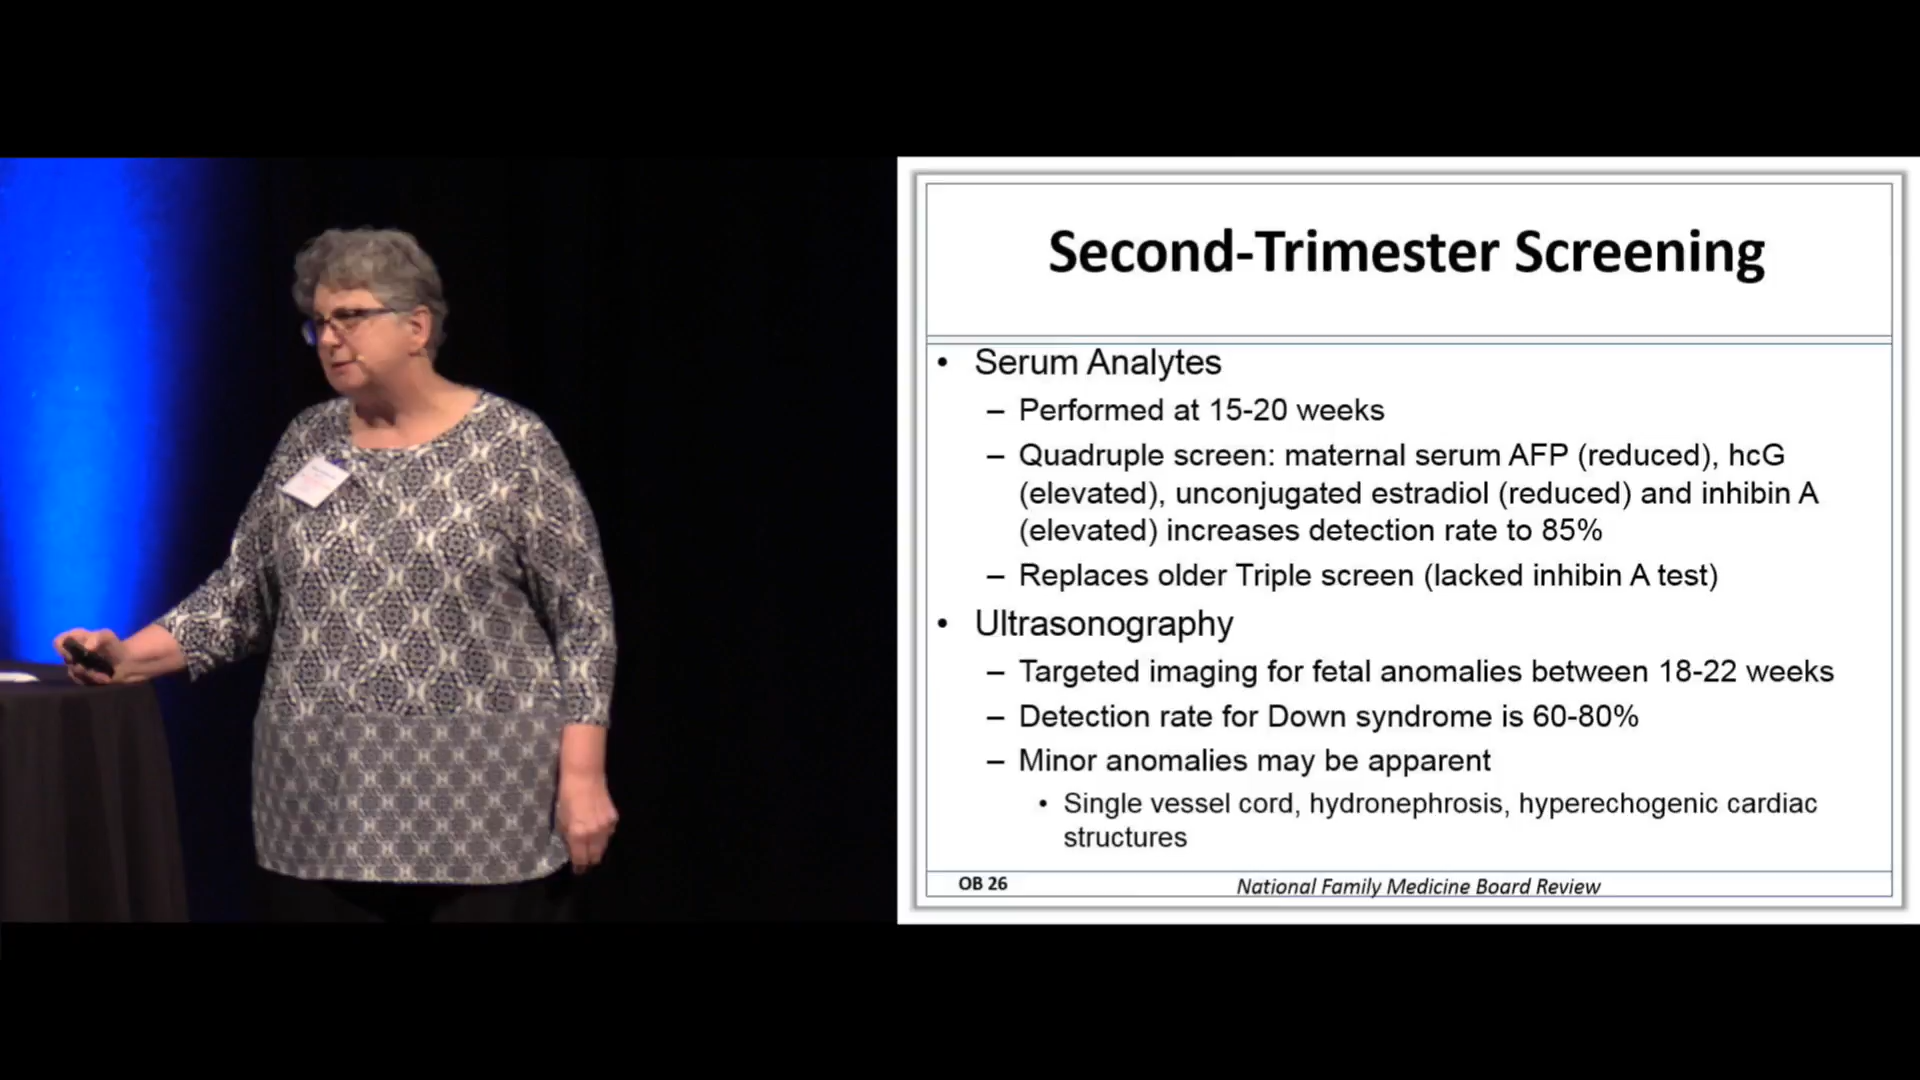 Second-Trimester Screening
• Serum Analytes
– Performed at 15-20 weeks
– Quadruple screen: maternal serum AFP (reduced), hcG
(elevated), unconjugated estradiol (reduced) and inhibin A
(elevated) increases detection rate to 85%
– Replaces older Triple screen (lacked inhibin A test)
• Ultrasonography
– Targeted imaging for fetal anomalies between 18-22 weeks
– Detection rate for Down syndrome is 60-80%
– Minor anomalies may be apparent
• Single vessel cord, hydronephrosis, hyperechogenic cardiac
structures
OB 26
National Family Medicine Board Review